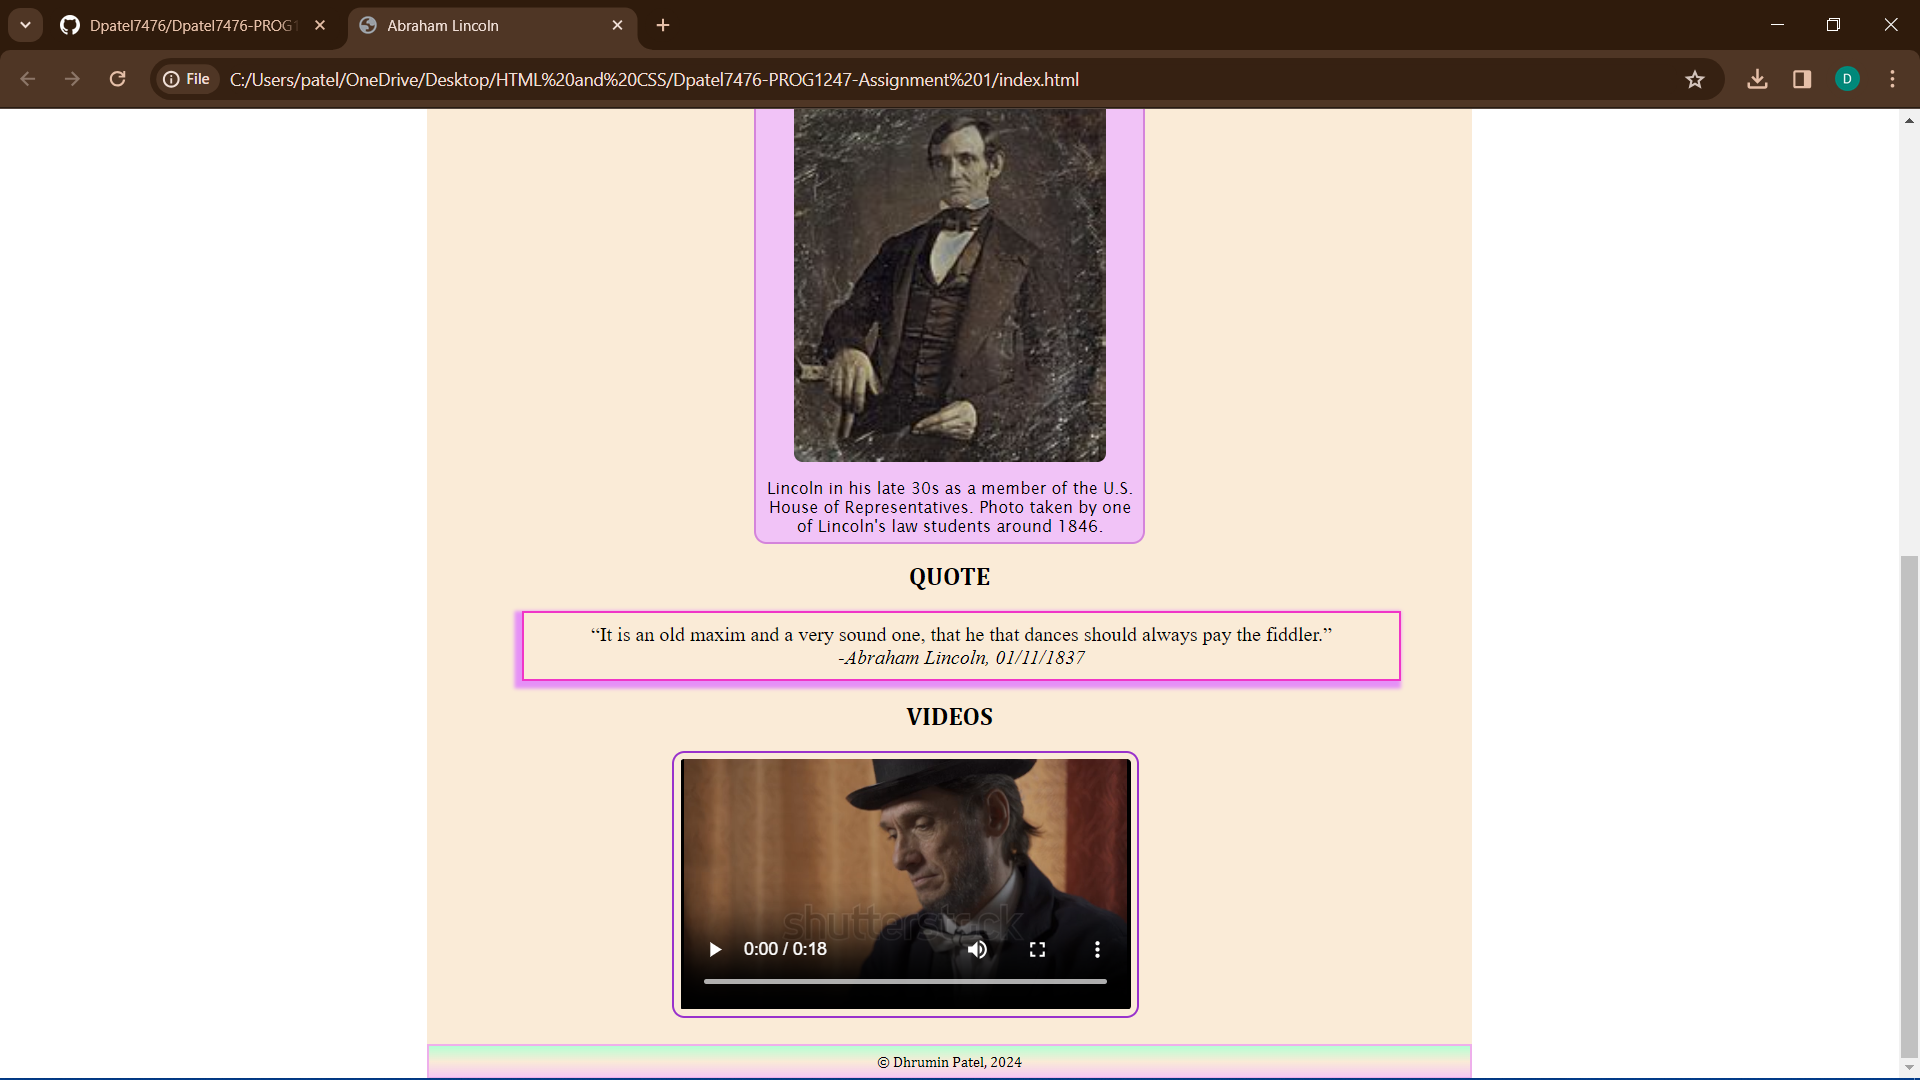 Dpatel7476/Dpatel7476-PROG1
Abraham Lincoln
File
C:/Users/patel/OneDrive/Desktop/HTML%20and%20CSS/Dpatel7476-PROG1247-Assignment%201/index.html
D
Lincoln in his late 30s as a member of the U.S.
House of Representatives. Photo taken by one
of Lincoln's law students around 1846.
QUOTE
“It is an old maxim and a very sound one, that he that dances should always pay the fiddler.”
-Abraham Lincoln, 01/11/1837
VIDEOS
shutterstock
0:00 / 0:18
© Dhrumin Patel, 2024